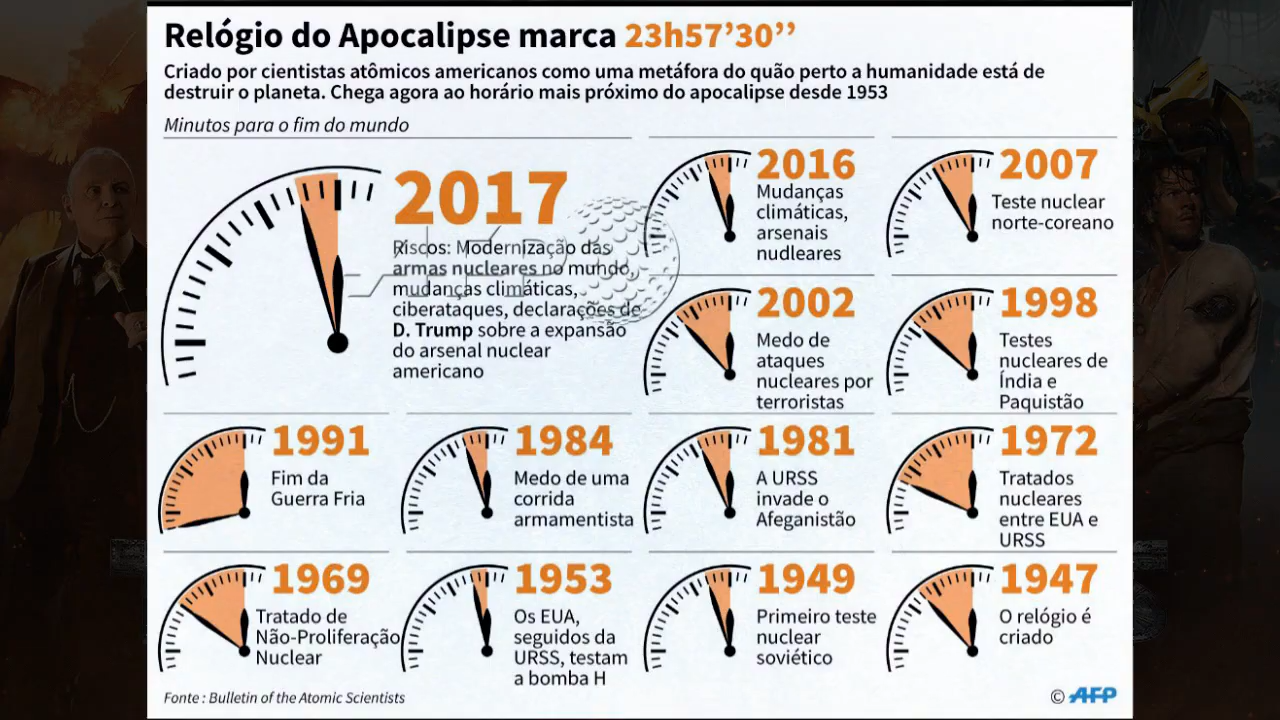 Relógio do Apocalipse marca 23h57’30’’
Criado por cientistas atômicos americanos como uma metáfora do quão perto a humanidade está de
destruir o planeta. Chega agora ao horário mais próximo do apocalipse desde 1953
Minutos para o fim do mundo
2017
Riscos: Modernização das
armas nucleares no mundo,
mudanças climáticas,
ciberataques, declarações de
D. Trump sobre a expansão
do arsenal nuclear
americano
2016
Mudanças
climáticas,
arsenais
nudleares
2007
Teste nuclear
norte-coreano
2002
Medo de
ataques
nucleares por
terroristas
1998
Testes
nucleares de
Índia e
Paquistão
1991
Fim da
Guerra Fria
1984
Medo de uma
corrida
armamentista
1981
A URSS
invade o
Afeganistão
1972
Tratados
nucleares
entre EUA e
URSS
1969
Tratado de
Não-Proliferação
Nuclear
1953
Os EUA,
seguidos da
URSS, testam
a bomba H
1949
Primeiro teste
nuclear
soviético
1947
O relógio é
criado
Fonte : Bulletin of the Atomic Scientists
© AFP